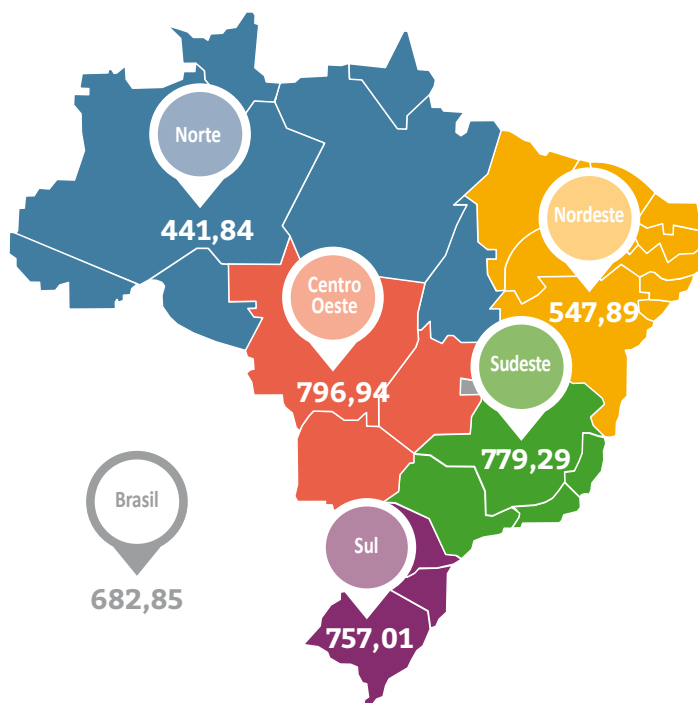 Norte
441,84
Nordeste
547,89
Centro
Oeste
796,94
Sudeste
779,29
Brasil
682,85
Sul
757,01